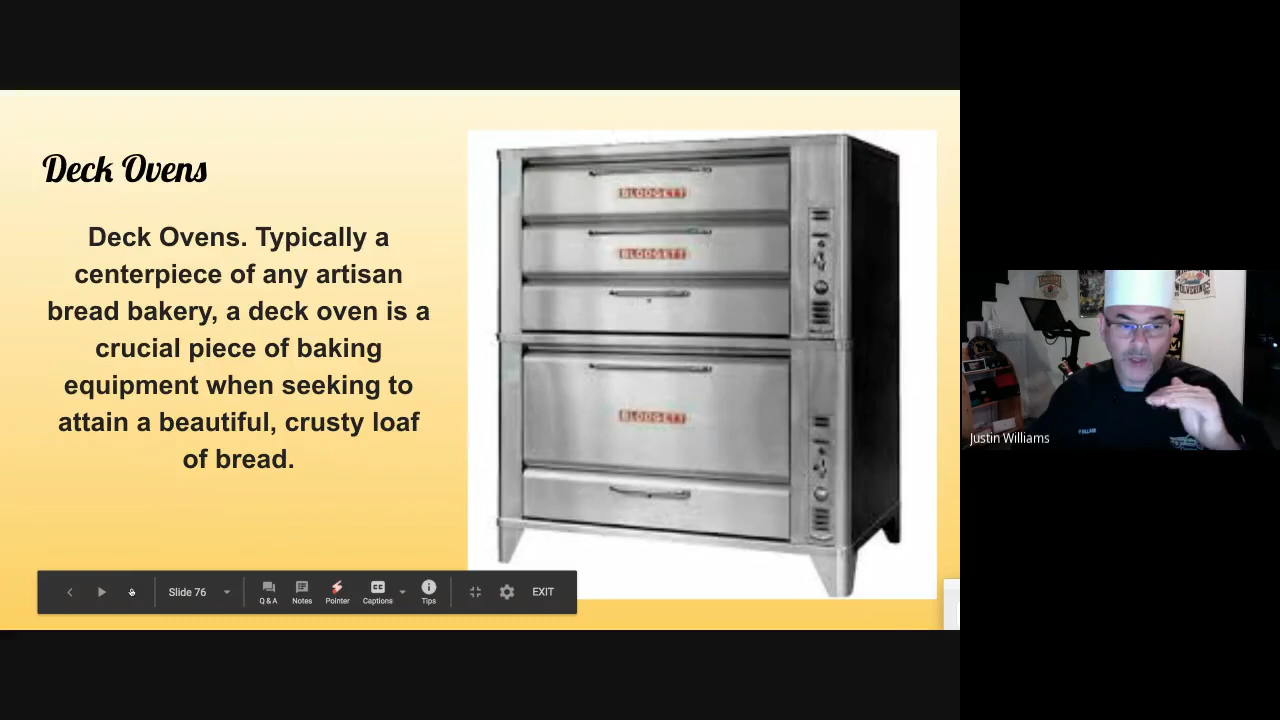 Deck Ovens
Deck Ovens. Typically a
centerpiece of any artisan
bread bakery, a deck oven is a
crucial piece of baking
equipment when seeking to
attain a beautiful, crusty loaf
of bread.
BLODGETT
BLODGETT
BLODGETT
Slide 76
Q & A
Notes
Pointer
CC
Captions
Tips
EXIT
WOLVERINES
Justin Williams